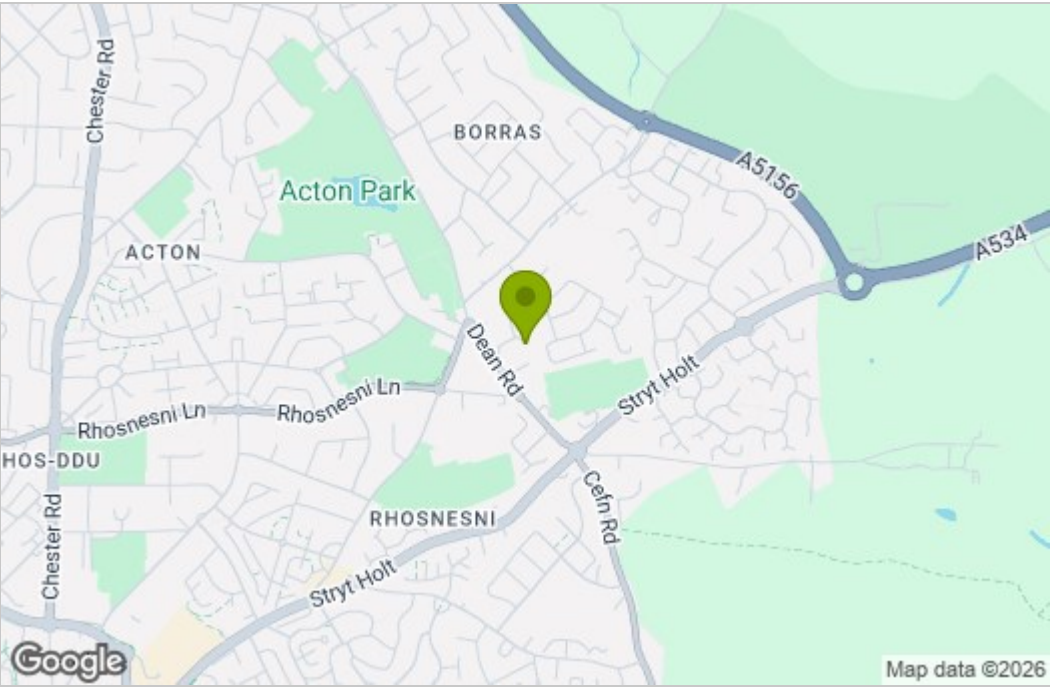 Chester Rd
BORRAS
A5156
Acton Park
A534
ACTON
Dean Rd
Stryt Holt
Rhosnesni Ln
Rhosnesni Ln
HOS-DDU
Cefn Rd
Chester Rd
RHOSNESNI
Stryt Holt
Google
Map data ©2026